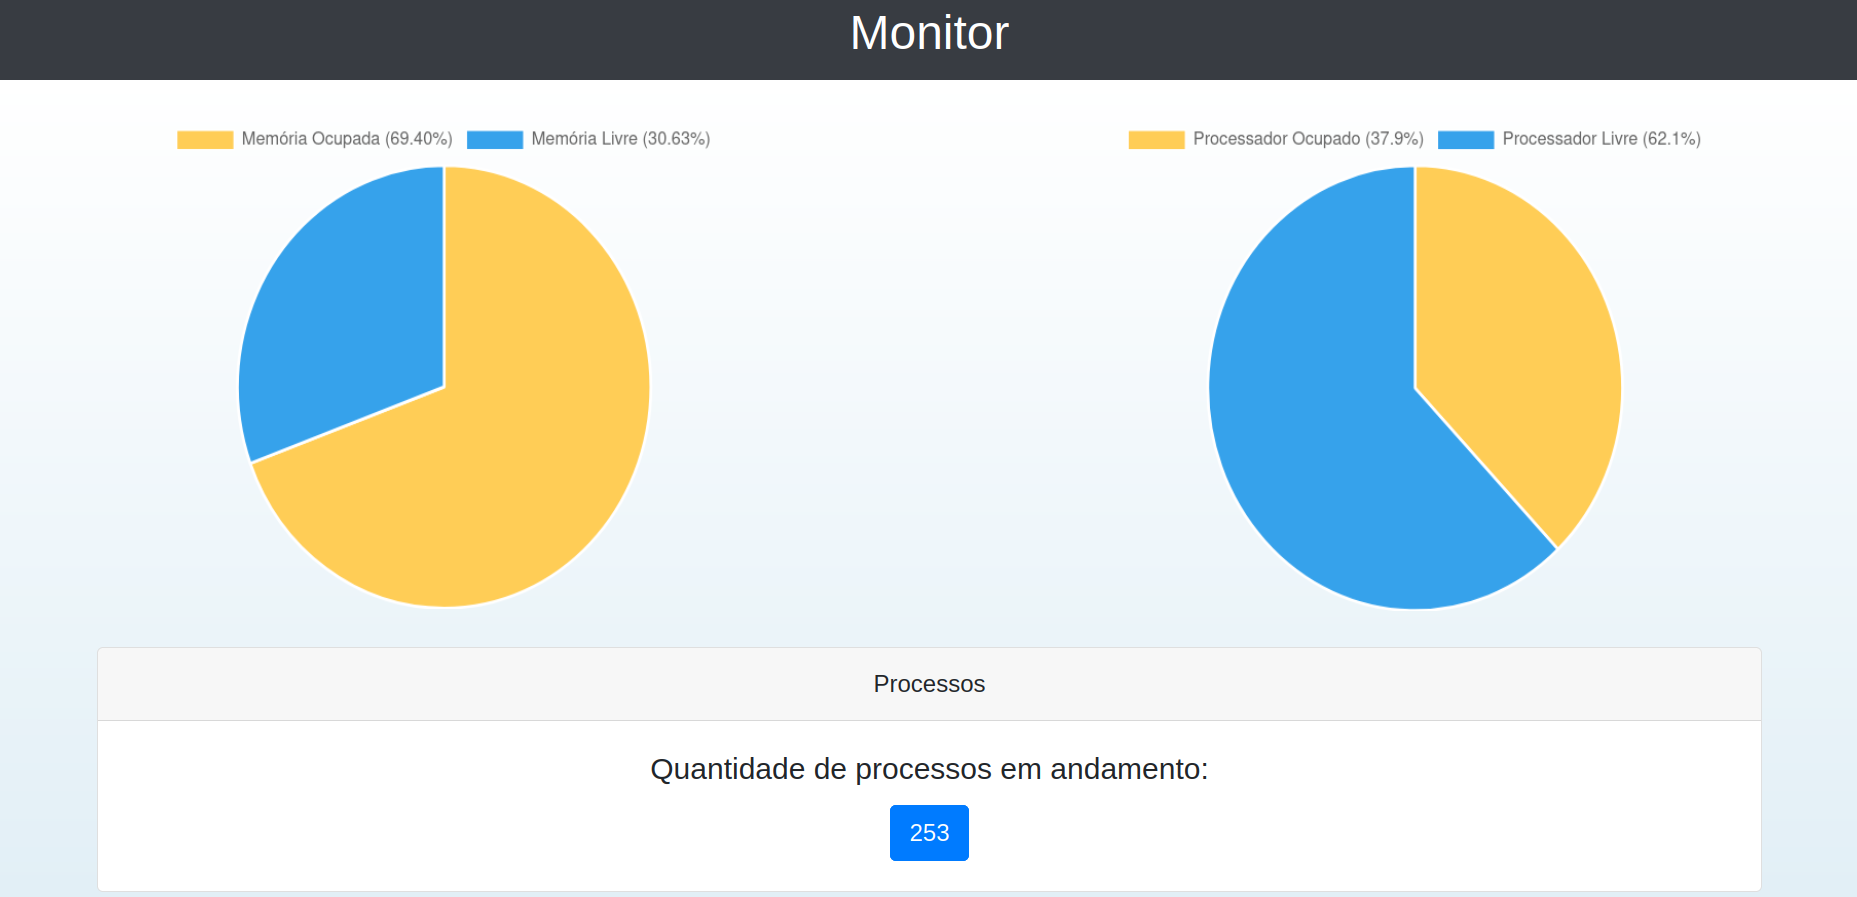 Monitor
Memória Ocupada (69.40%) Memória Livre (30.63%)
Processador Ocupado (37.9%) Processador Livre (62.1%)
Processos
Quantidade de processos em andamento:
253